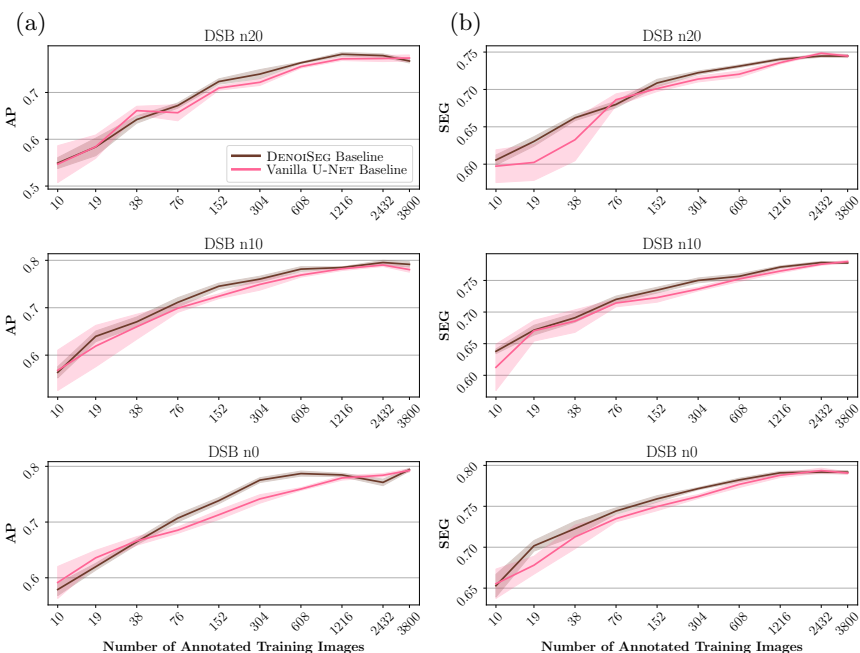 (a)
DSB n20
AP
0.7
0.6
0.5
DENOISEG Baseline
Vanilla U-NET Baseline
10 19 38 76 152 304 608 1216 2432 3800
DSB n10
AP
0.8
0.7
0.6
10 19 38 76 152 304 608 1216 2432 3800
DSB n0
AP
0.8
0.7
0.6
10 19 38 76 152 304 608 1216 2432 3800
Number of Annotated Training Images
(b)
DSB n20
SEG
0.75
0.70
0.65
0.60
10 19 38 76 152 304 608 1216 2432 3800
DSB n10
SEG
0.75
0.70
0.65
0.60
10 19 38 76 152 304 608 1216 2432 3800
DSB n0
SEG
0.80
0.75
0.70
0.65
10 19 38 76 152 304 608 1216 2432 3800
Number of Annotated Training Images